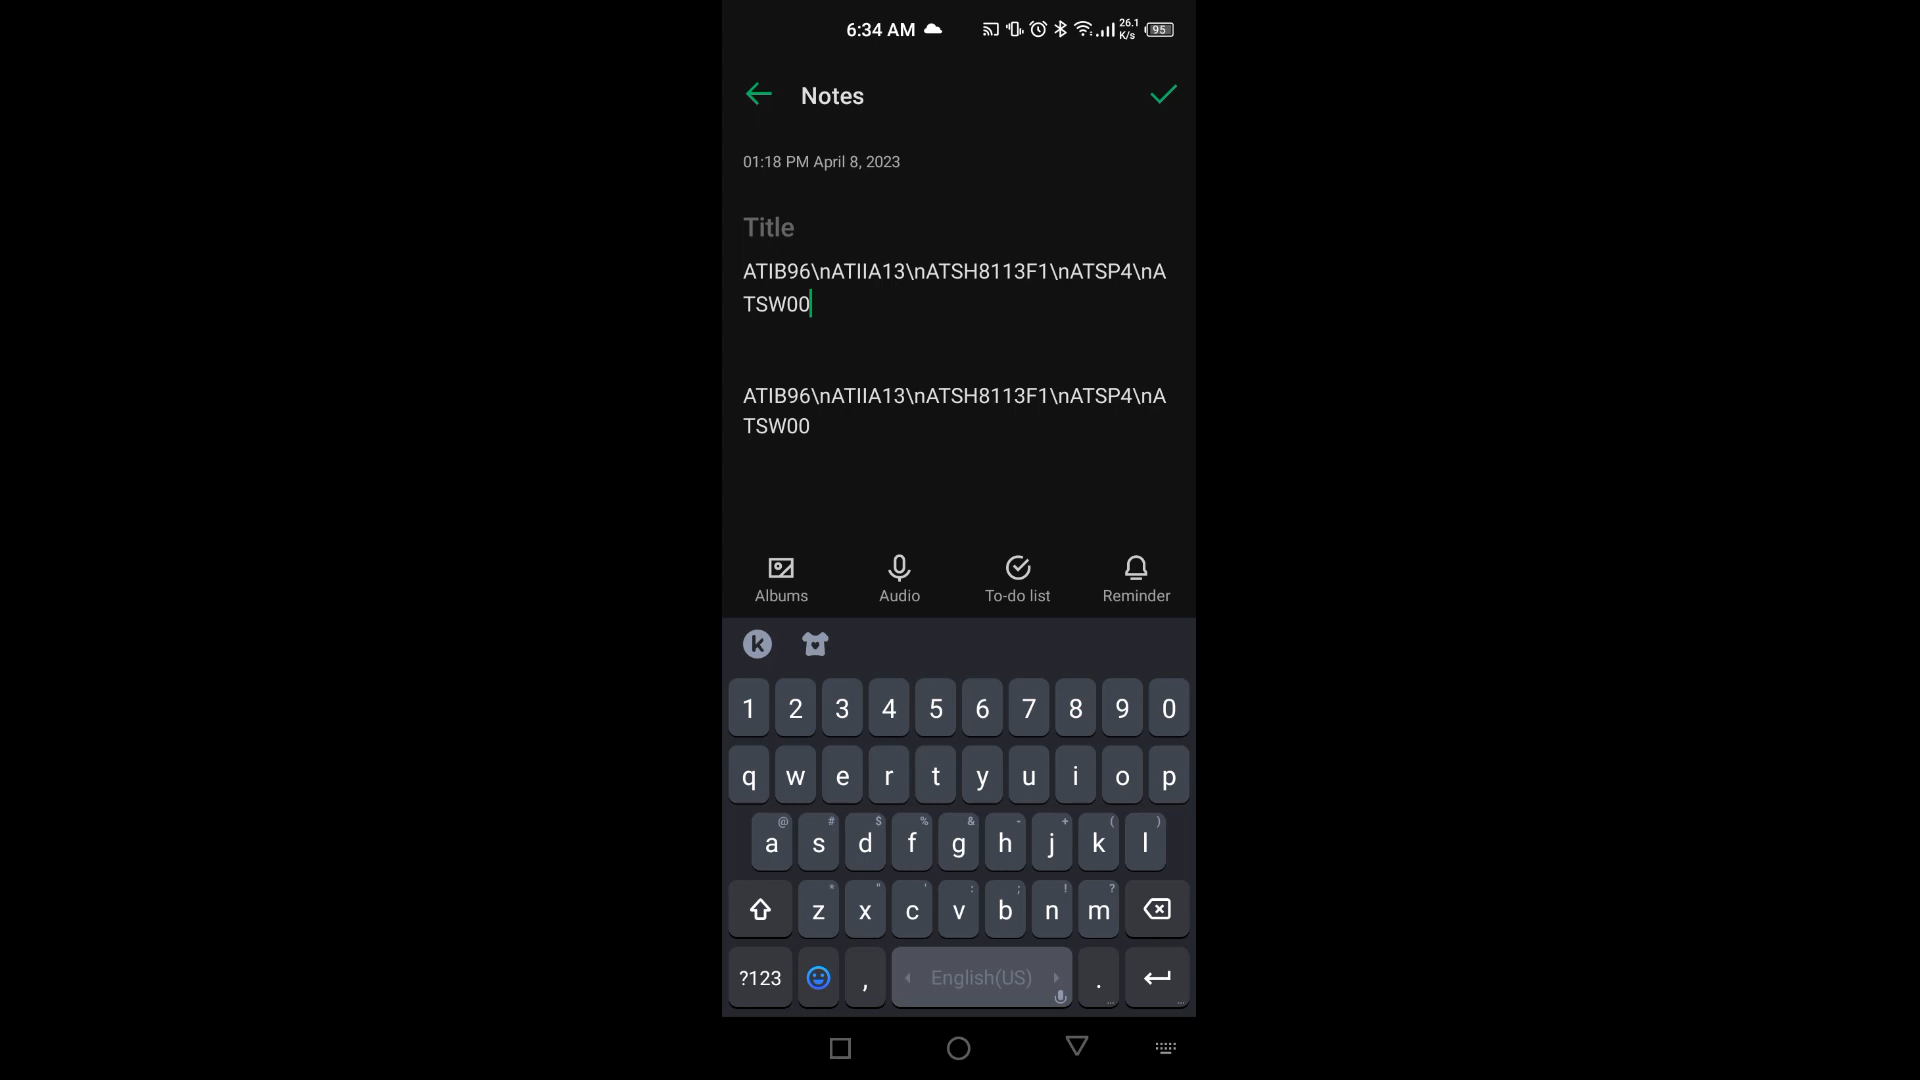 6:34 AM
26.1
K/s
95
Notes
01:18 PM April 8, 2023
Title
ATIB96\nATIIA13\nATSH8113F1\nATSP4\nA
TSW00
ATIB96\nATIIA13\nATSH8113F1\nATSP4\nA
TSW00
Albums Audio To-do list Reminder
k
1 2 3 4 5 6 7 8 9 0
q w e r t y u i o p
@ # $ % & - + ( )
a s d f g h j k l
* " ' : ; ! ?
z x c v b n m
?123 , English(US) .